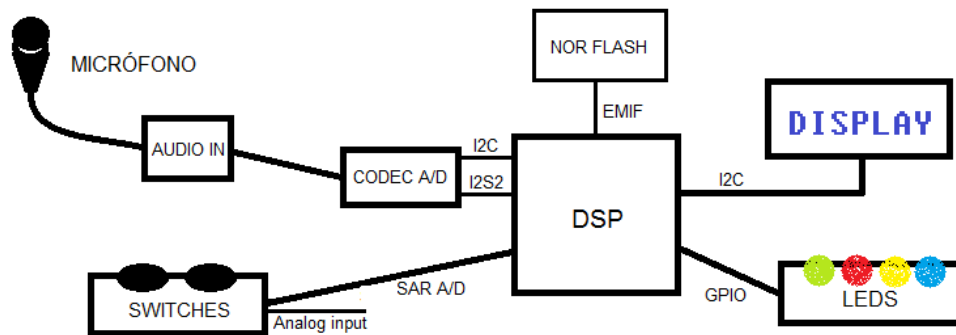 MICRÓFONO
NOR FLASH
EMIF
DISPLAY
AUDIO IN
I2C
CODEC A/D
I2S2
DSP
I2C
SWITCHES
SAR A/D
Analog input
GPIO
LEDS